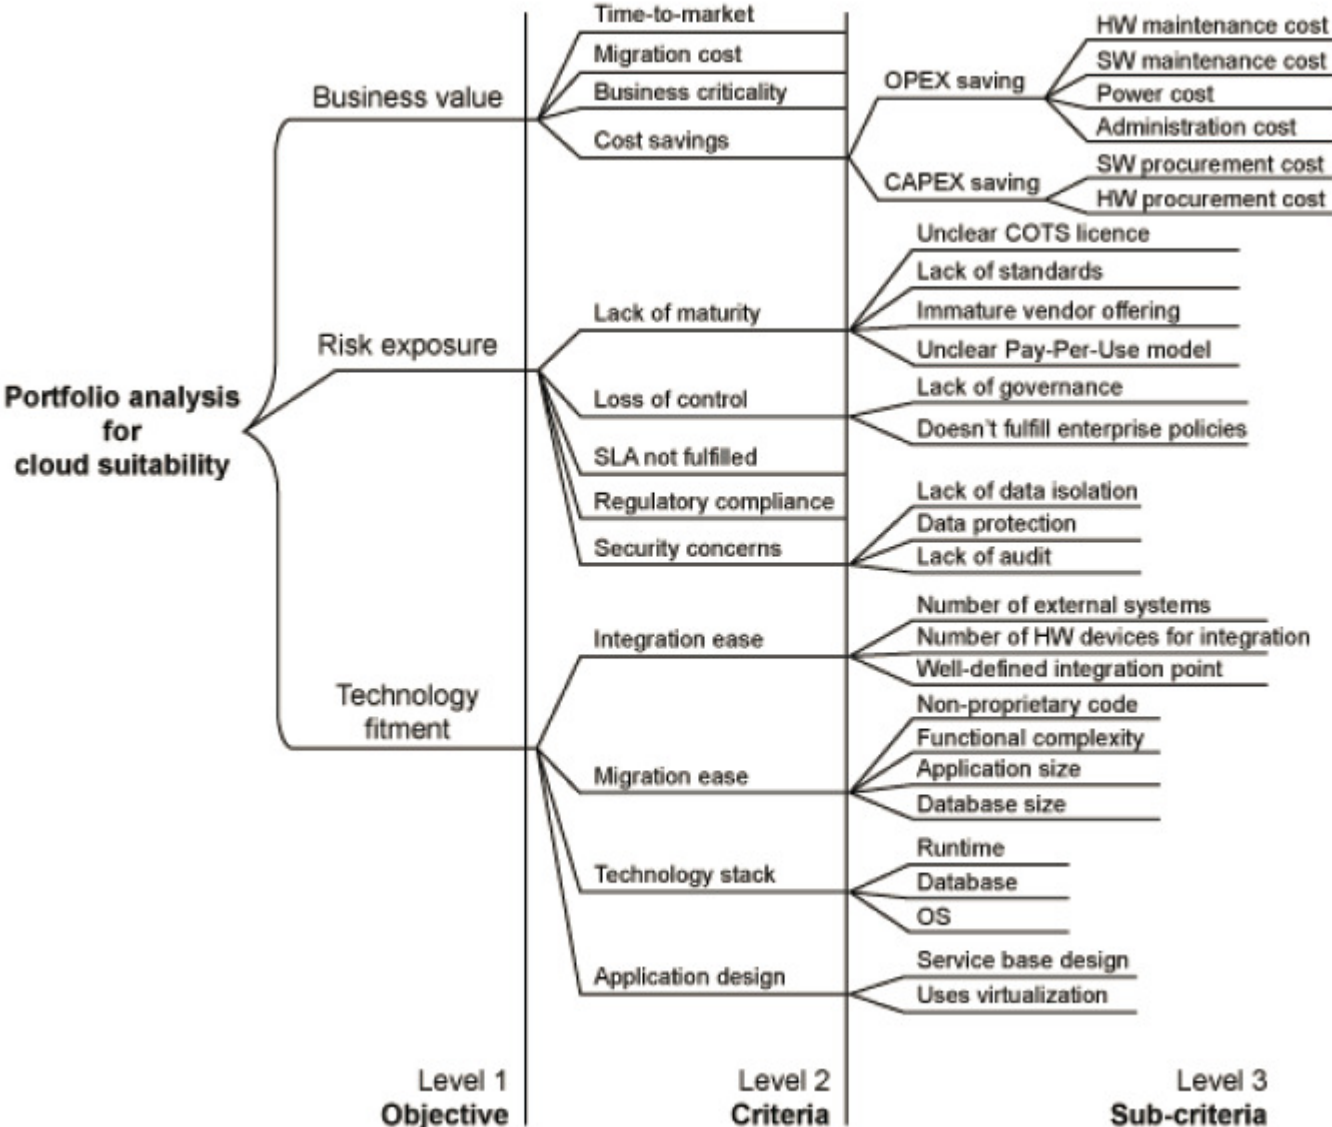 Portfolio analysis
for
cloud suitability
Business value
Time-to-market
Migration cost
Business criticality
Cost savings
OPEX saving
HW maintenance cost
SW maintenance cost
Power cost
Administration cost
CAPEX saving
SW procurement cost
HW procurement cost
Risk exposure
Lack of maturity
Unclear COTS licence
Lack of standards
Immature vendor offering
Unclear Pay-Per-Use model
Loss of control
Lack of governance
Doesn't fulfill enterprise policies
SLA not fulfilled
Regulatory compliance
Security concerns
Lack of data isolation
Data protection
Lack of audit
Technology
fitment
Integration ease
Number of external systems
Number of HW devices for integration
Well-defined integration point
Migration ease
Non-proprietary code
Functional complexity
Application size
Database size
Technology stack
Runtime
Database
OS
Application design
Service base design
Uses virtualization
Level 1
Objective
Level 2
Criteria
Level 3
Sub-criteria